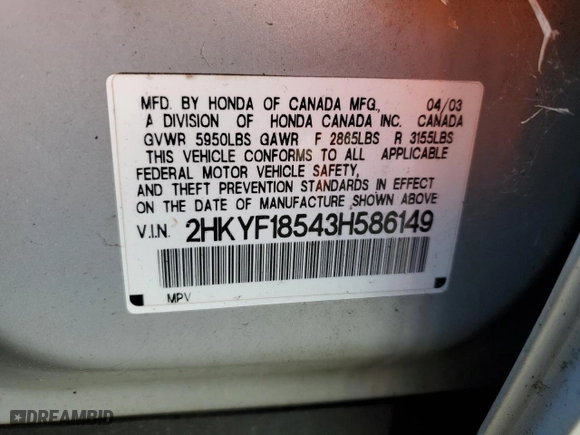 MFD. BY HONDA OF CANADA MFG., 04/03
A DIVISION OF HONDA CANADA INC. CANADA
GVWR 5950LBS GAWR F 2865LBS R 3155LBS
THIS VEHICLE CONFORMS TO ALL APPLICABLE
FEDERAL MOTOR VEHICLE SAFETY,
AND THEFT PREVENTION STANDARDS IN EFFECT
ON THE DATE OF MANUFACTURE SHOWN ABOVE
V.I.N. 2HKYF18543H586149
MPV
DREAMBID